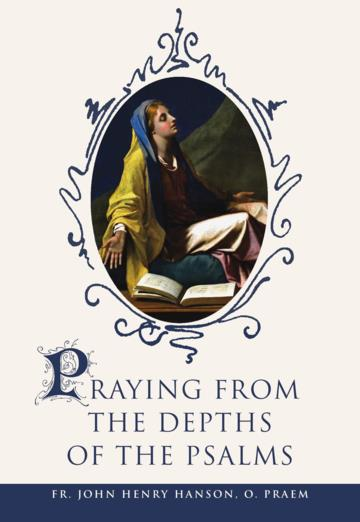 PRAYING FROM
THE DEPTHS
OF THE PSALMS
FR. JOHN HENRY HANSON, O. PRAEM